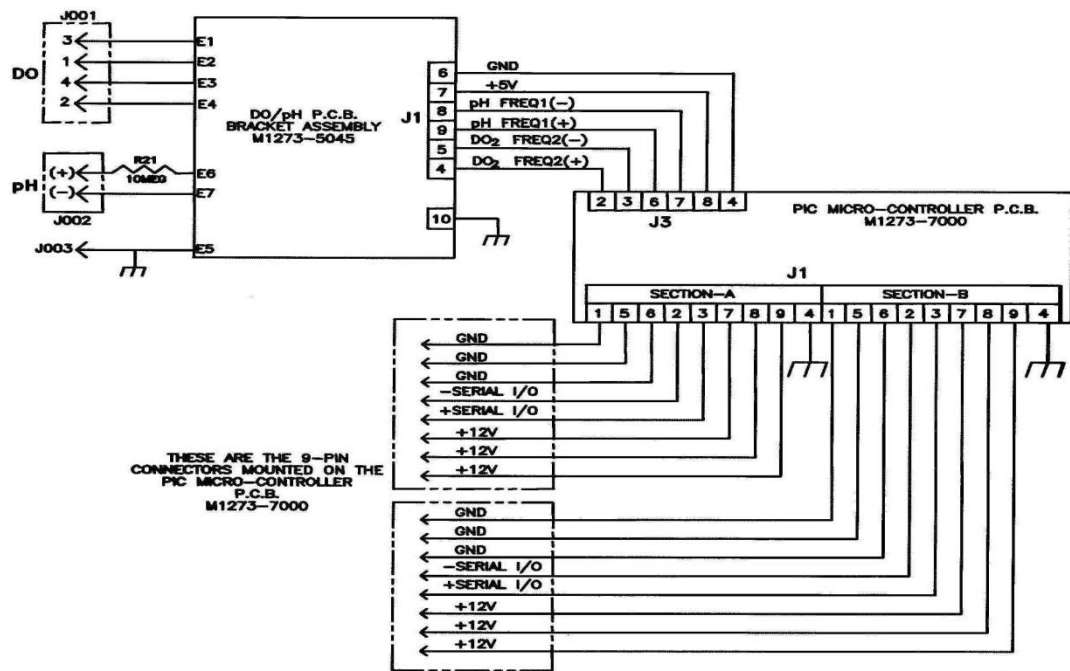 J001
3
E1
1
E2
DO
4
E3
2
E4
DO/pH P.C.B.
BRACKET ASSEMBLY
M1273-5045
J1
6
GND
7
+5V
8
pH FREQ1(-)
9
pH FREQ1(+)
5
DO2 FREQ2(-)
4
DO2 FREQ2(+)
10
pH
(+)
R21
10MEG
E6
(-)
E7
J002
J003
E5
2 3 6 7 8 4
J3
PIC MICRO-CONTROLLER P.C.B.
M1273-7000
J1
SECTION-A
SECTION-B
1 5 6 2 3 7 8 9 4 1 5 6 2 3 7 8 9 4
GND
GND
GND
-SERIAL I/O
+SERIAL I/O
+12V
+12V
+12V
THESE ARE THE 9-PIN
CONNECTORS MOUNTED ON THE
PIC MICRO-CONTROLLER
P.C.B.
M1273-7000
GND
GND
GND
-SERIAL I/O
+SERIAL I/O
+12V
+12V
+12V